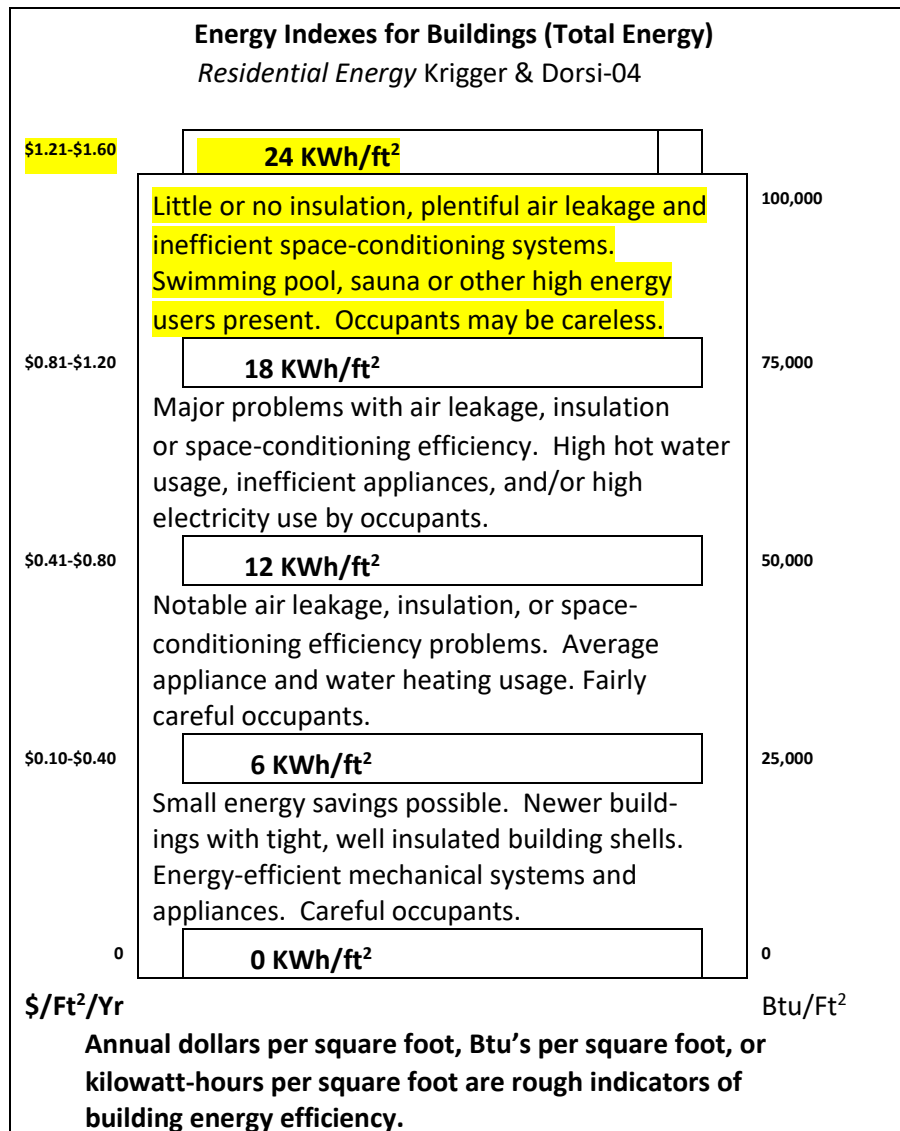 Energy Indexes for Buildings (Total Energy)
Residential Energy Krigger & Dorsi-04
$1.21-$1.60
24 KWh/ft²
100,000
Little or no insulation, plentiful air leakage and
inefficient space-conditioning systems.
Swimming pool, sauna or other high energy
users present.  Occupants may be careless.
$0.81-$1.20
18 KWh/ft²
75,000
Major problems with air leakage, insulation
or space-conditioning efficiency.  High hot water
usage, inefficient appliances, and/or high
electricity use by occupants.
$0.41-$0.80
12 KWh/ft²
50,000
Notable air leakage, insulation, or space-
conditioning efficiency problems.  Average
appliance and water heating usage. Fairly
careful occupants.
$0.10-$0.40
6 KWh/ft²
25,000
Small energy savings possible.  Newer build-
ings with tight, well insulated building shells.
Energy-efficient mechanical systems and
appliances.  Careful occupants.
0
0 KWh/ft²
0
$/Ft²/Yr
Btu/Ft²
Annual dollars per square foot, Btu's per square foot, or
kilowatt-hours per square foot are rough indicators of
building energy efficiency.